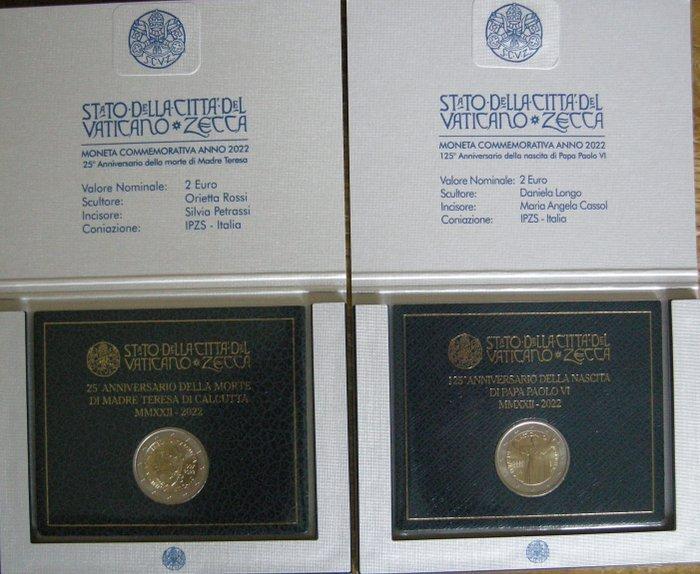 S.C.V.Z.
STATO·DELLA·CITTÀ·DEL
VATICANO * ZECCA
MONETA COMMEMORATIVA ANNO 2022
25° Anniversario della morte di Madre Teresa
Valore Nominale: 2 Euro
Scultore: Orietta Rossi
Incisore: Silvia Petrassi
Coniazione: IPZS - Italia
STATO·DELLA·CITTÀ·DEL
VATICANO * ZECCA
25° ANNIVERSARIO DELLA MORTE
DI MADRE TERESA DI CALCUTTA
MMXXII - 2022
S.C.V.Z.
STATO·DELLA·CITTÀ·DEL
VATICANO * ZECCA
MONETA COMMEMORATIVA ANNO 2022
125° Anniversario della nascita di Papa Paolo VI
Valore Nominale: 2 Euro
Scultore: Daniela Longo
Incisore: Maria Angela Cassol
Coniazione: IPZS - Italia
STATO·DELLA·CITTÀ·DEL
VATICANO * ZECCA
125° ANNIVERSARIO DELLA NASCITA
DI PAPA PAOLO VI
MMXXII - 2022